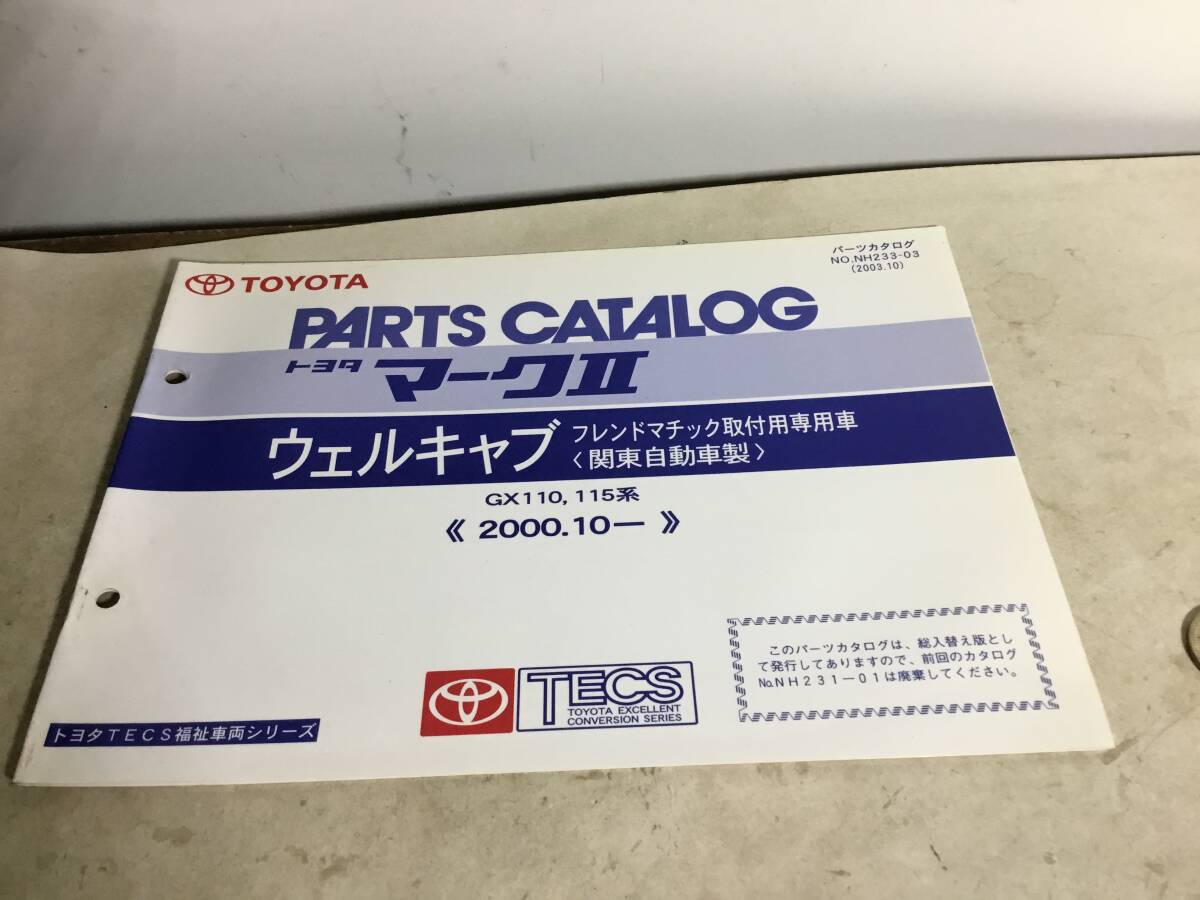 パーツカタログ
NO.NH233-03
(2003.10)
TOYOTA
PARTS CATALOG
トヨタ マークⅡ
ウェルキャブ フレンドマチック取付用専用車
〈関東自動車製〉
GX110, 115系
《 2000.10ー 》
このパーツカタログは、総入替え版とし
て発行してありますので、前回のカタログ
No.NH231ー01は廃棄してください。
TECS
TOYOTA EXCELLENT
CONVERSION SERIES
トヨタTECS福祉車両シリーズ